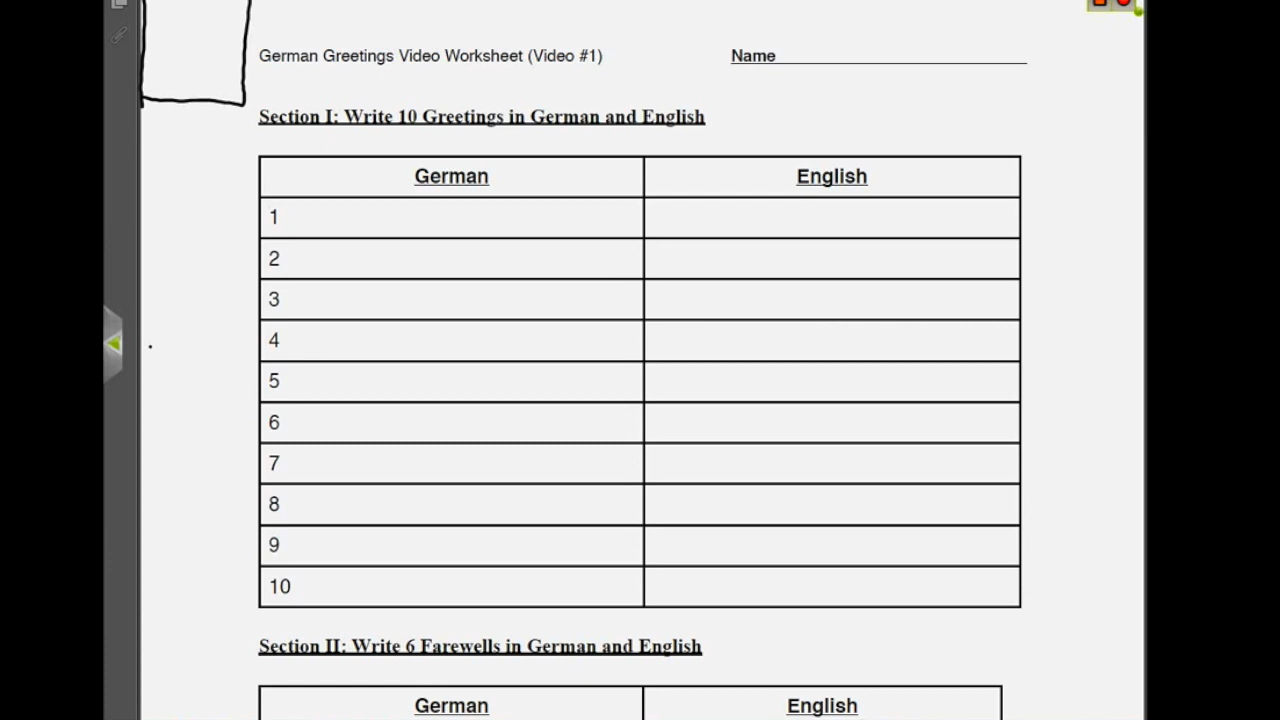 German Greetings Video Worksheet (Video #1) Name
Section I: Write 10 Greetings in German and English
German English
1
2
3
4
5
6
7
8
9
10
Section II: Write 6 Farewells in German and English
German English